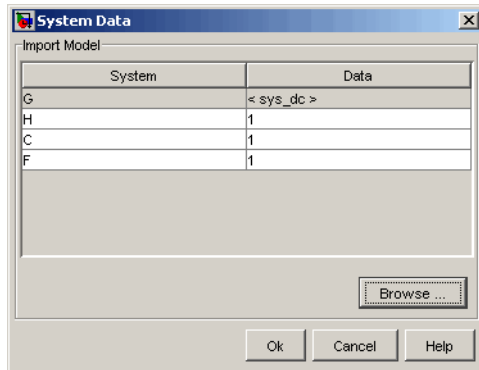 System Data
Import Model
System Data
G < sys_dc >
H 1
C 1
F 1
Browse ...
Ok Cancel Help